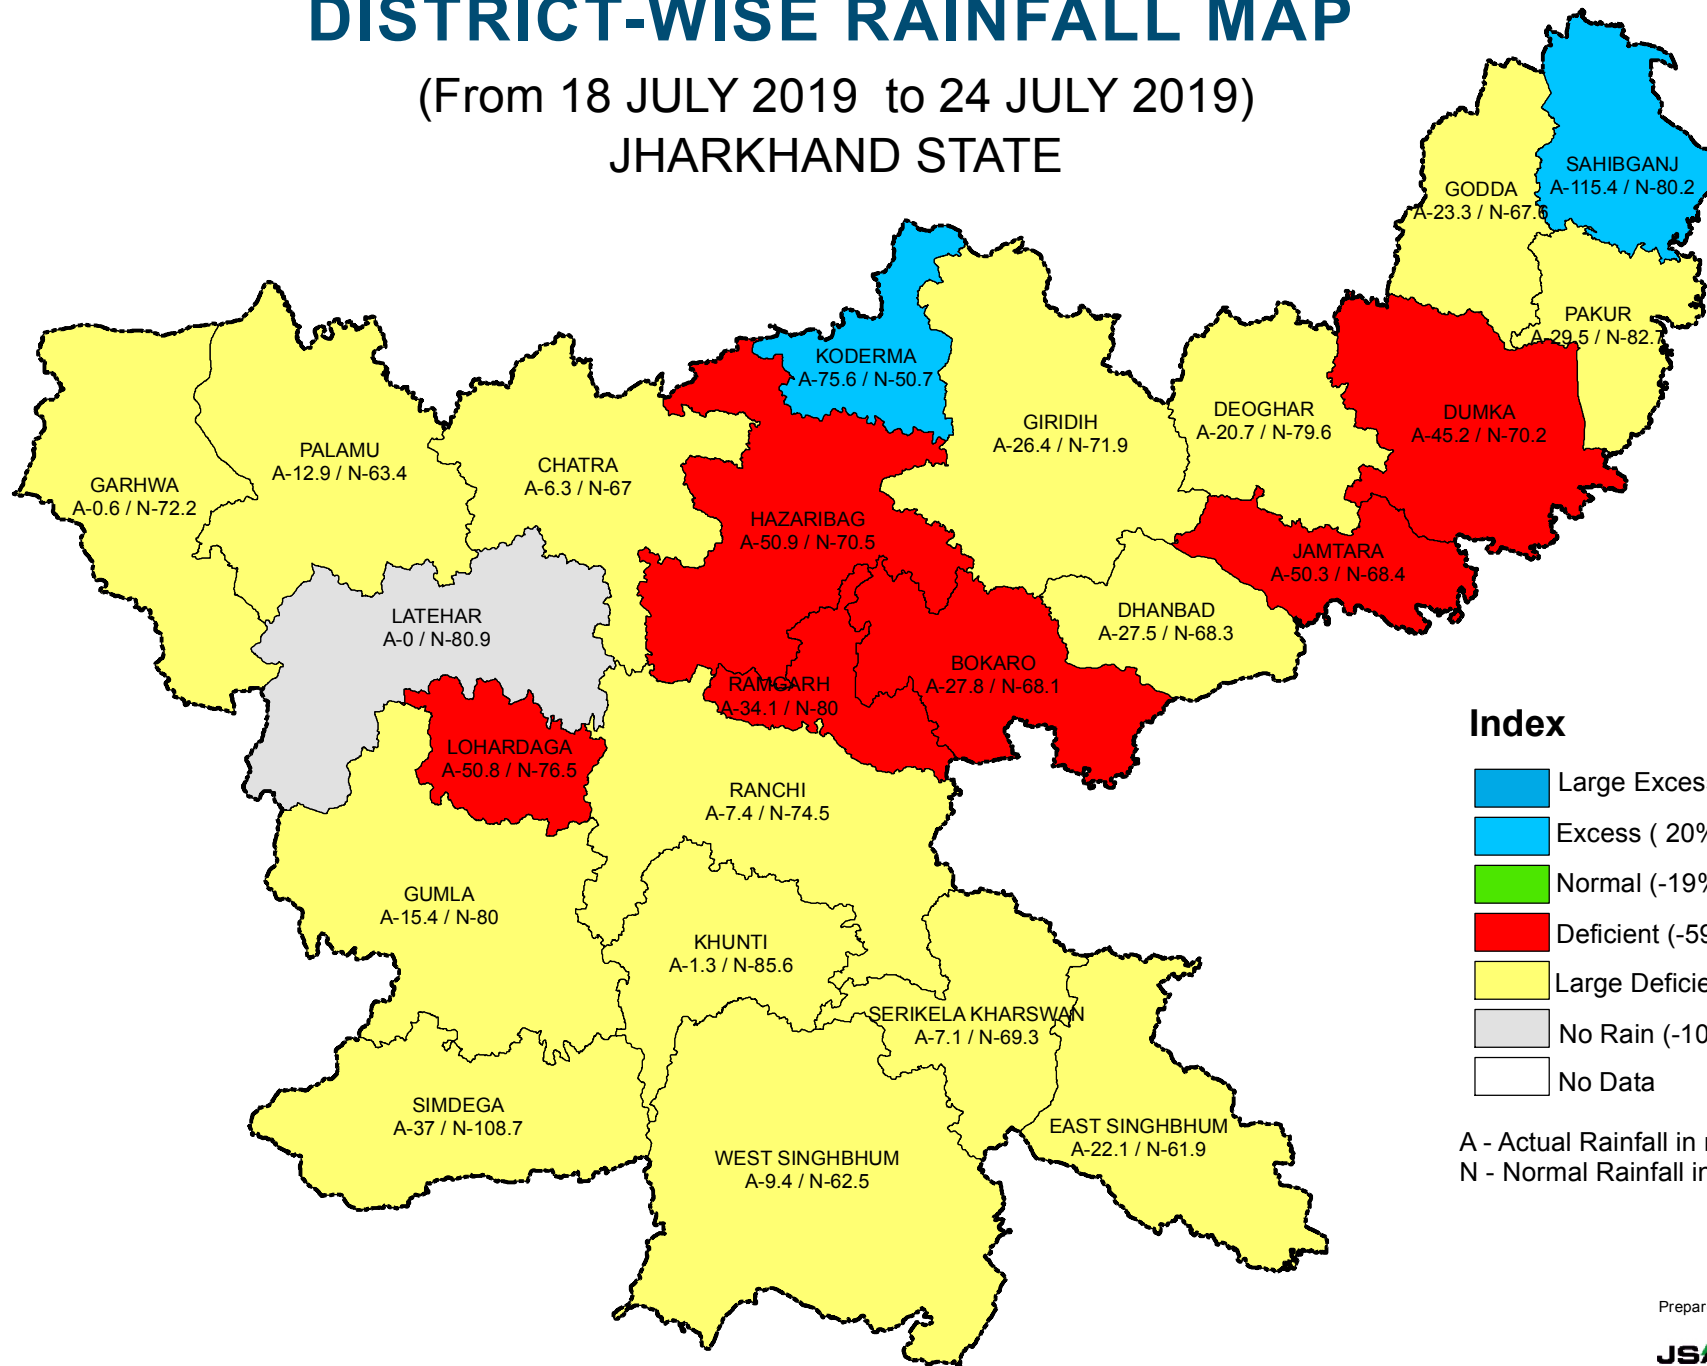 DISTRICT-WISE RAINFALL MAP
(From 18 JULY 2019 to 24 JULY 2019)
JHARKHAND STATE
SAHIBGANJ
A-115.4 / N-80.2
GODDA
A-23.3 / N-67.6
PAKUR
A-29.5 / N-82.7
KODERMA
A-75.6 / N-50.7
GIRIDIH
A-26.4 / N-71.9
DEOGHAR
A-20.7 / N-79.6
DUMKA
A-45.2 / N-70.2
PALAMU
A-12.9 / N-63.4
CHATRA
A-6.3 / N-67
GARHWA
A-0.6 / N-72.2
HAZARIBAG
A-50.9 / N-70.5
JAMTARA
A-50.3 / N-68.4
LATEHAR
A-0 / N-80.9
DHANBAD
A-27.5 / N-68.3
BOKARO
A-27.8 / N-68.1
RAMGARH
A-34.1 / N-80
LOHARDAGA
A-50.8 / N-76.5
RANCHI
A-7.4 / N-74.5
GUMLA
A-15.4 / N-80
KHUNTI
A-1.3 / N-85.6
SERIKELA KHARSWAN
A-7.1 / N-69.3
SIMDEGA
A-37 / N-108.7
EAST SINGHBHUM
A-22.1 / N-61.9
WEST SINGHBHUM
A-9.4 / N-62.5
Index
Large Exces
Excess ( 20%
Normal (-19%
Deficient (-59
Large Deficie
No Rain (-10
No Data
A - Actual Rainfall in
N - Normal Rainfall in
Prepar
JS